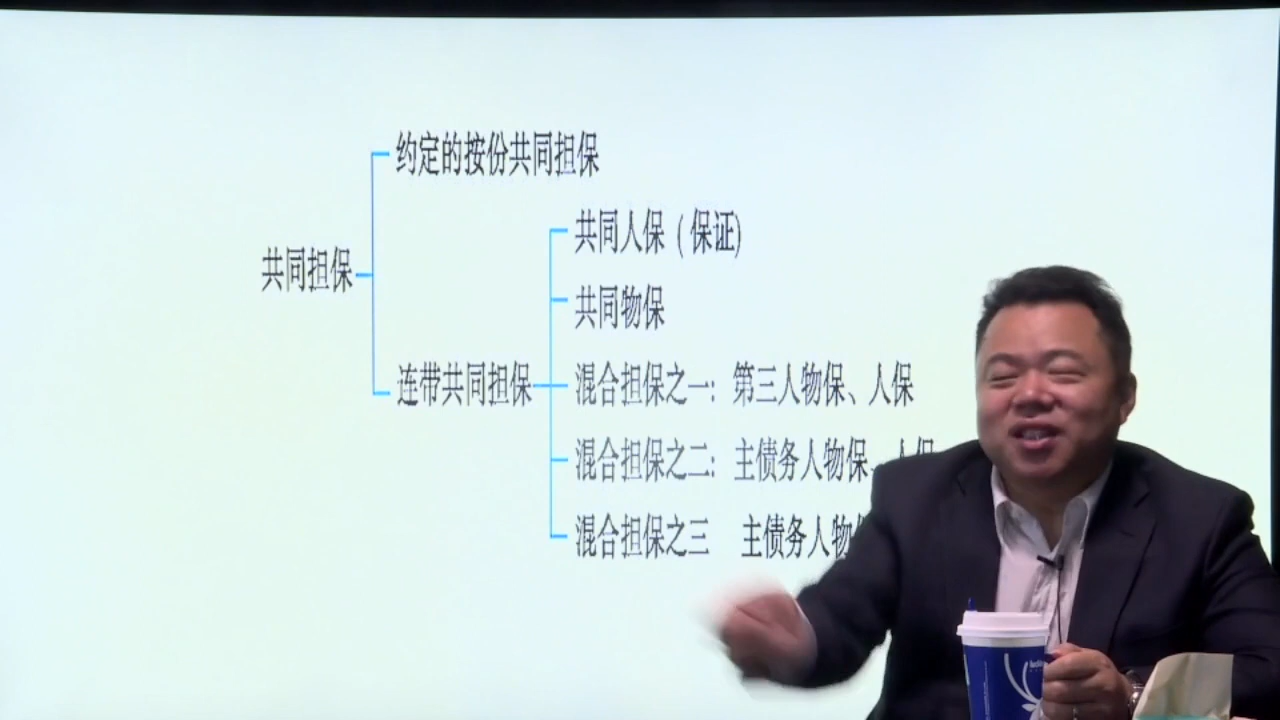 约定的按份共同担保
共同人保（保证)
共同担保
共同物保
连带共同担保
混合担保之一：第三人物保、人保
混合担保之二：主债务人物保、人保
混合担保之三 主债务人物